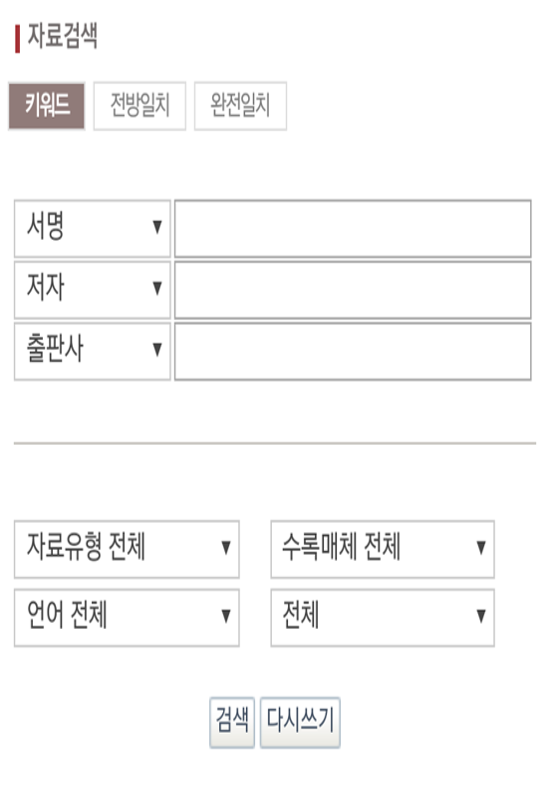 자료검색
키워드 전방일치 완전일치
서명 ▼
저자 ▼
출판사 ▼
자료유형 전체 ▼ 수록매체 전체 ▼
언어 전체 ▼ 전체 ▼
검색 다시쓰기